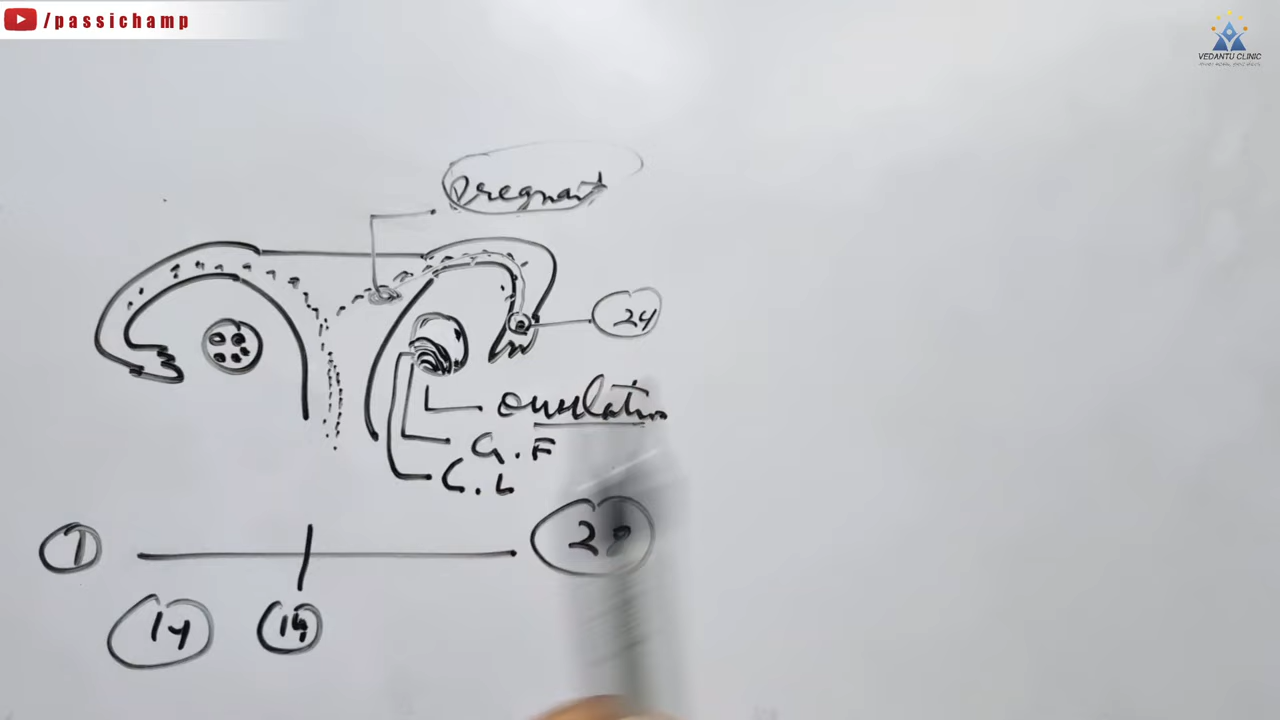 /passichamp
VEDANTU CLINIC
Pregnant
24
ovulation
G.F
C.L
1
28
14
14